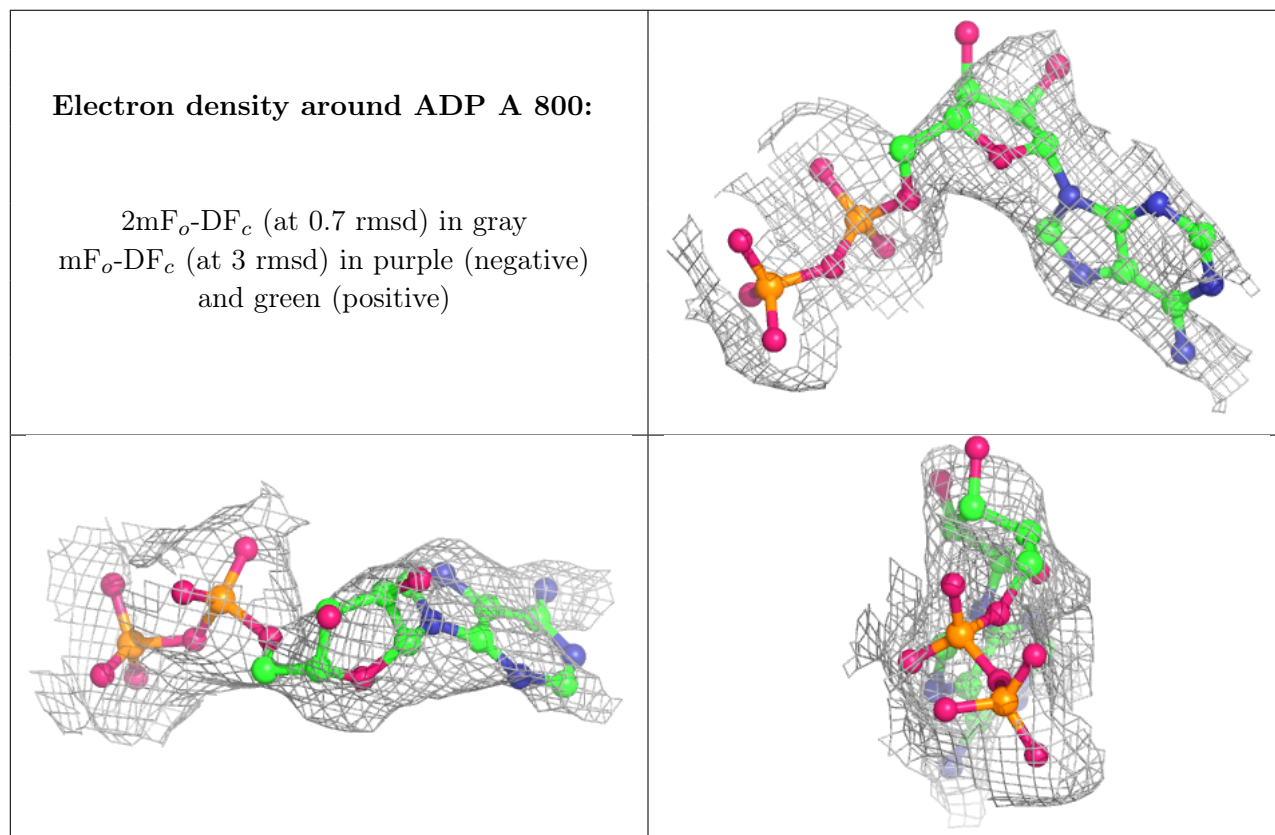 Electron density around ADP A 800:
2mFₒ-DF𝒸 (at 0.7 rmsd) in gray
mFₒ-DF𝒸 (at 3 rmsd) in purple (negative)
and green (positive)